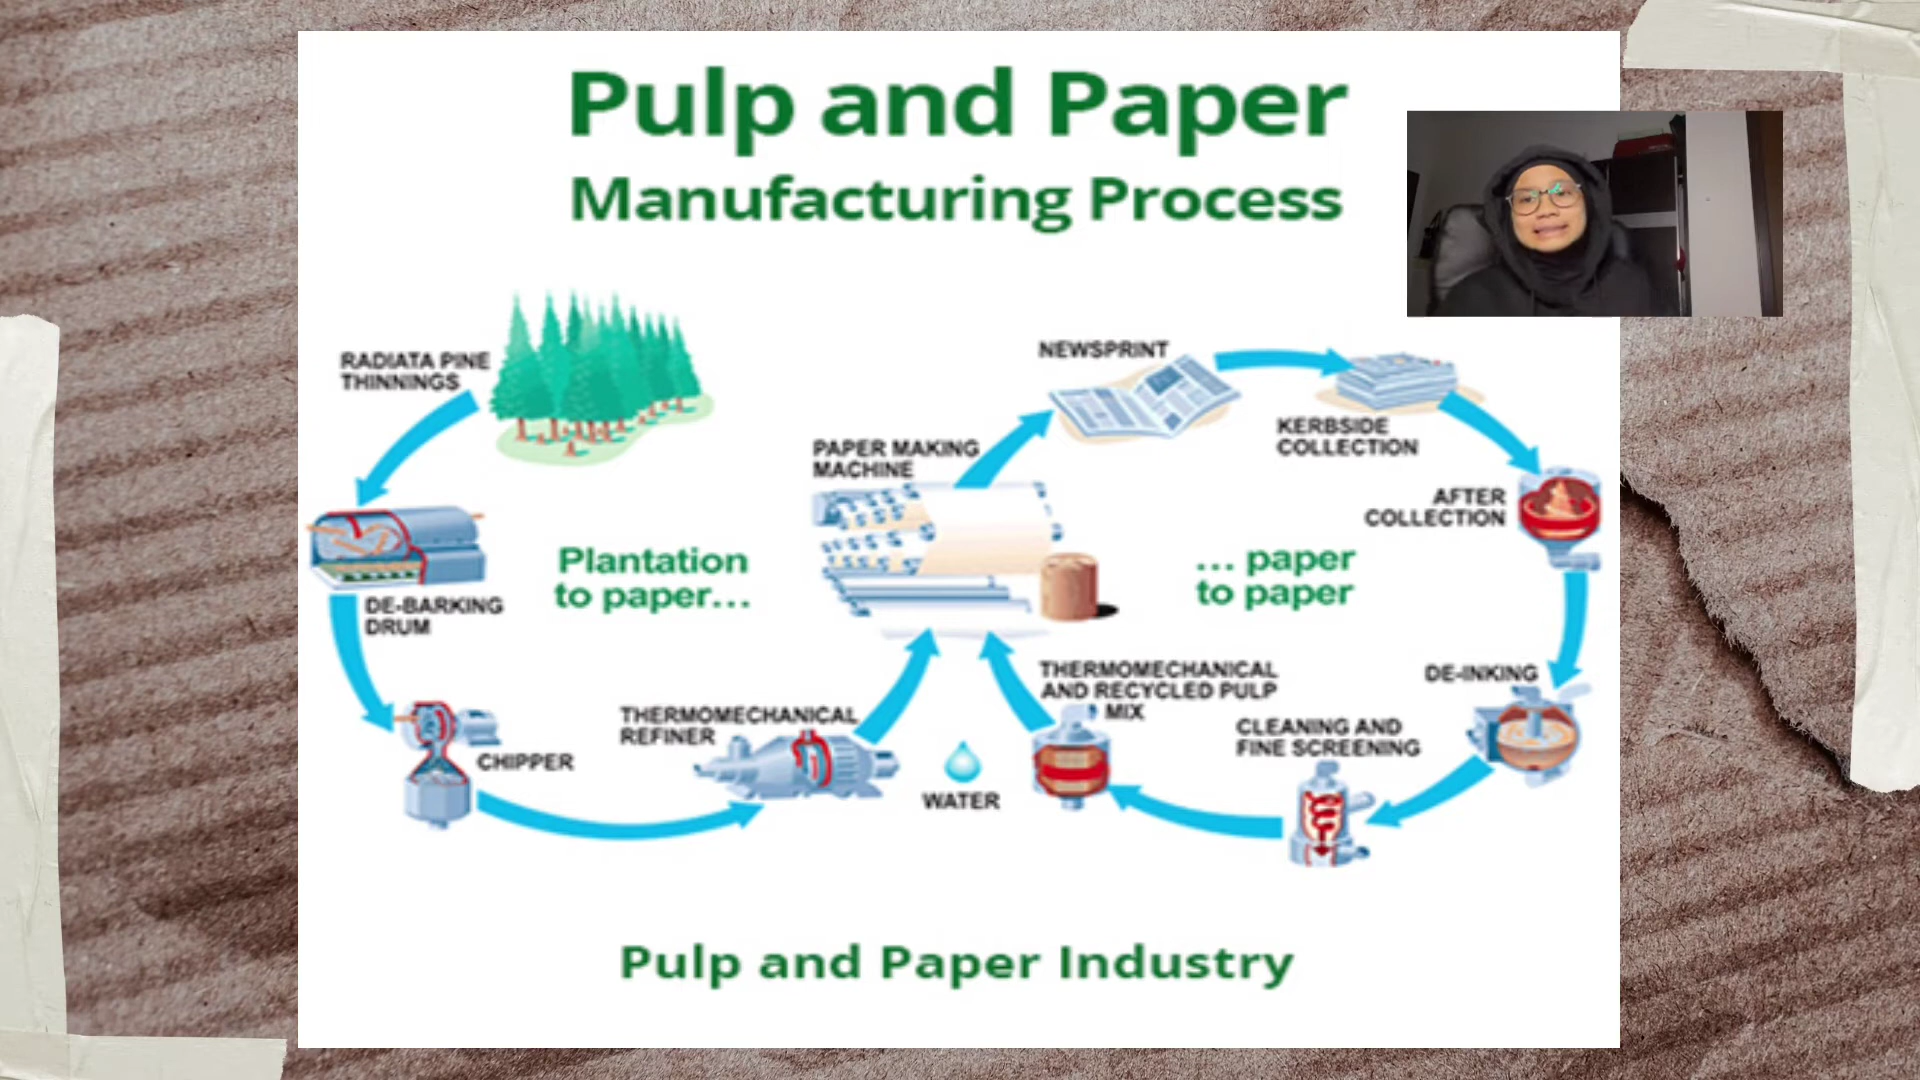 Pulp and Paper
Manufacturing Process
RADIATA PINE
THINNINGS
NEWSPRINT
KERBSIDE
COLLECTION
PAPER MAKING
MACHINE
AFTER
COLLECTION
Plantation
to paper...
... paper
to paper
DE-BARKING
DRUM
THERMOMECHANICAL
AND RECYCLED PULP
MIX
DE-INKING
THERMOMECHANICAL
REFINER
CLEANING AND
FINE SCREENING
CHIPPER
WATER
Pulp and Paper Industry